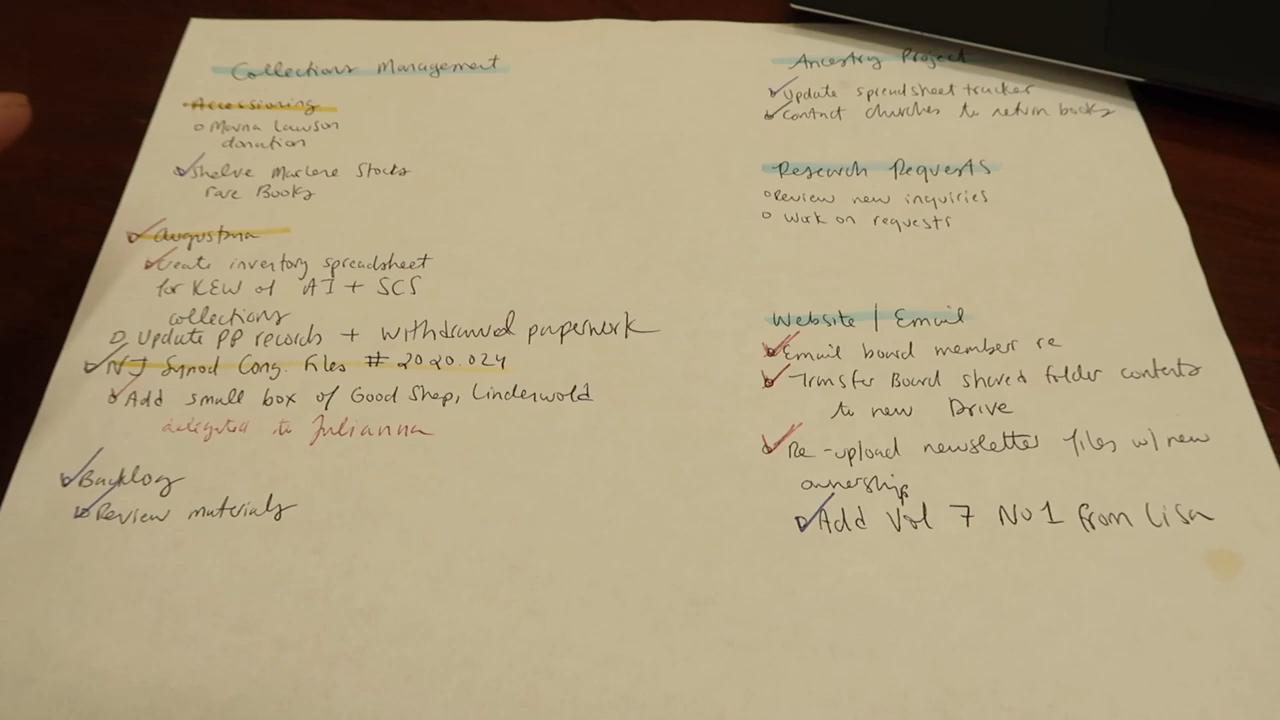 Collections Management
Accessioning
Morna Lawson
donation
Shelve Marlene Stocks
rare Books
Augustana
Create inventory spreadsheet
for KEW of AI + SCS
collections
Update PP records + withdrawal paperwork
NJ Synod Cong. Files # 2020.024
Add small box of Good Shep, Linderwold
delegated to Julianna
Backlog
Review materials
Ancestry Project
Update spreadsheet tracker
Contact churches to return books
Research Requests
Review new inquiries
Work on requests
Website / Email
Email board member re
Transfer Board shared folder contents
to new Drive
Re-upload newsletter files w/ new
ownership
Add Vol 7 No 1 from Lisa